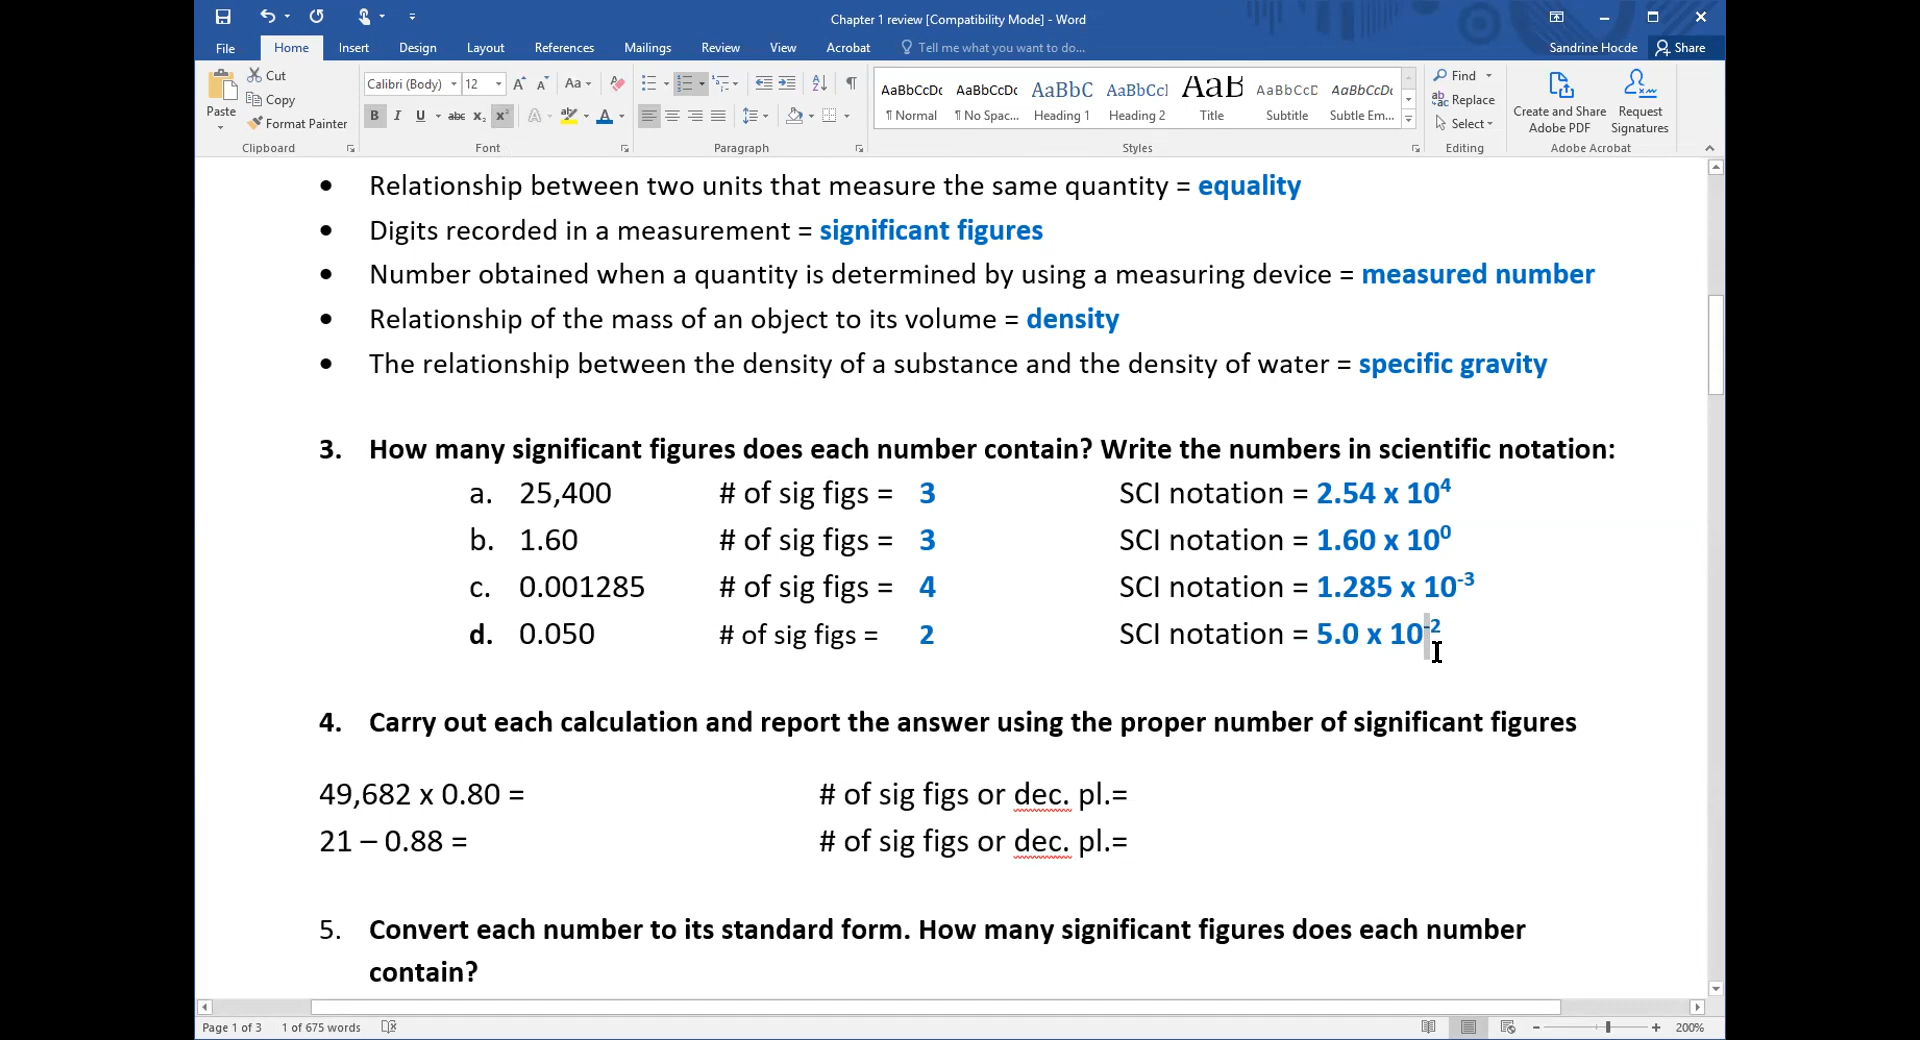 Chapter 1 review [Compatibility Mode] - Word
File Home Insert Design Layout References Mailings Review View Acrobat Tell me what you want to do... Sandrine Hocde Share
Paste
Cut
Copy
Format Painter
Clipboard
Calibri (Body) 12
Font
Paragraph
AaBbCcDc AaBbCcDc AaBbC AaBbCcI AaB AaBbCcD AaBbCcDc
¶ Normal ¶ No Spac... Heading 1 Heading 2 Title Subtitle Subtle Em...
Styles
Find
Replace
Select
Editing
Create and Share Adobe PDF
Request Signatures
Adobe Acrobat
• Relationship between two units that measure the same quantity = equality
• Digits recorded in a measurement = significant figures
• Number obtained when a quantity is determined by using a measuring device = measured number
• Relationship of the mass of an object to its volume = density
• The relationship between the density of a substance and the density of water = specific gravity
3. How many significant figures does each number contain? Write the numbers in scientific notation:
a. 25,400 # of sig figs = 3 SCI notation = 2.54 x 10⁴
b. 1.60 # of sig figs = 3 SCI notation = 1.60 x 10⁰
c. 0.001285 # of sig figs = 4 SCI notation = 1.285 x 10⁻³
d. 0.050 # of sig figs = 2 SCI notation = 5.0 x 10⁻²
4. Carry out each calculation and report the answer using the proper number of significant figures
49,682 x 0.80 = # of sig figs or dec. pl.=
21 – 0.88 = # of sig figs or dec. pl.=
5. Convert each number to its standard form. How many significant figures does each number
contain?
Page 1 of 3 1 of 675 words 200%